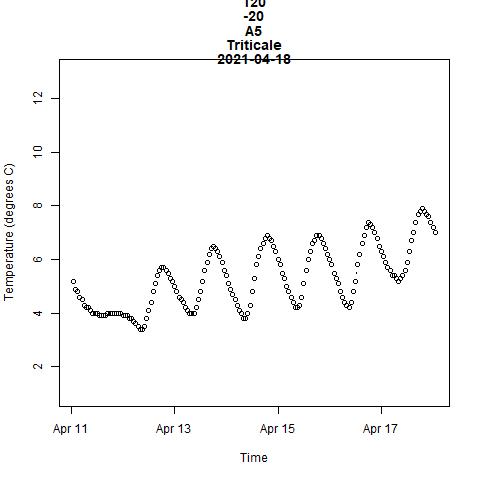 120
-20
A5
Triticale
2021-04-18
Temperature (degrees C)
12
10
8
6
4
2
Apr 11
Apr 13
Apr 15
Apr 17
Time